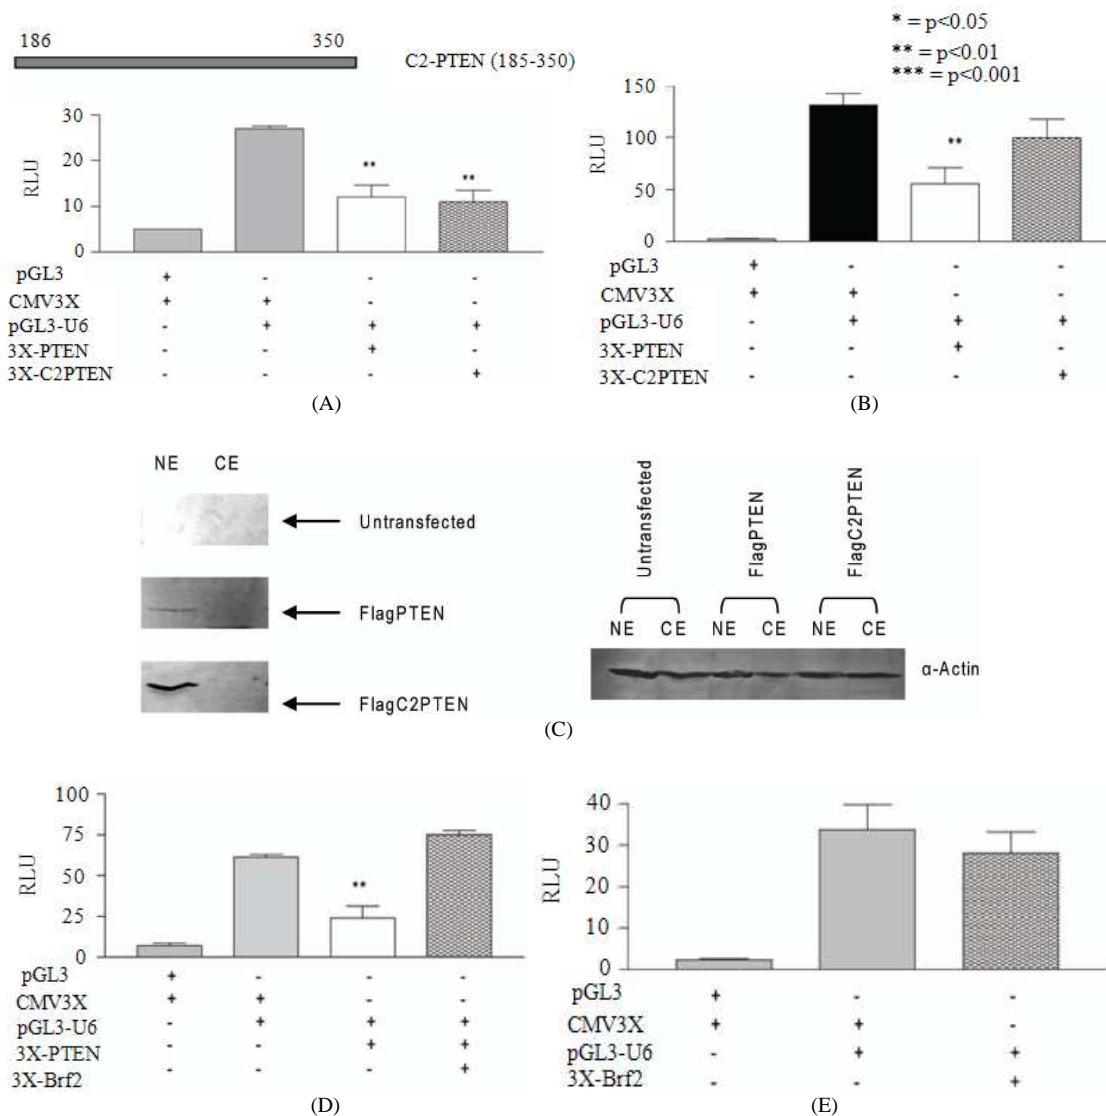 186 350
C2-PTEN (185-350)
RLU
30
20
10
0
** **
pGL3 + - - -
CMV3X + + - -
pGL3-U6 - + + +
3X-PTEN - - + -
3X-C2PTEN - - - +
(A)
* = p<0.05
** = p<0.01
*** = p<0.001
RLU
150
100
50
0
**
pGL3 + - - -
CMV3X + + - -
pGL3-U6 - + + +
3X-PTEN - - + -
3X-C2PTEN - - - +
(B)
NE CE
Untransfected
FlagPTEN
FlagC2PTEN
Untransfected
FlagPTEN
FlagC2PTEN
NE CE NE CE NE CE
α-Actin
(C)
RLU
100
75
50
25
0
**
pGL3 + - - -
CMV3X + + - -
pGL3-U6 - + + +
3X-PTEN - - + +
3X-Brf2 - - - +
(D)
RLU
40
30
20
10
0
pGL3 + - -
CMV3X + + -
pGL3-U6 - + +
3X-Brf2 - - +
(E)